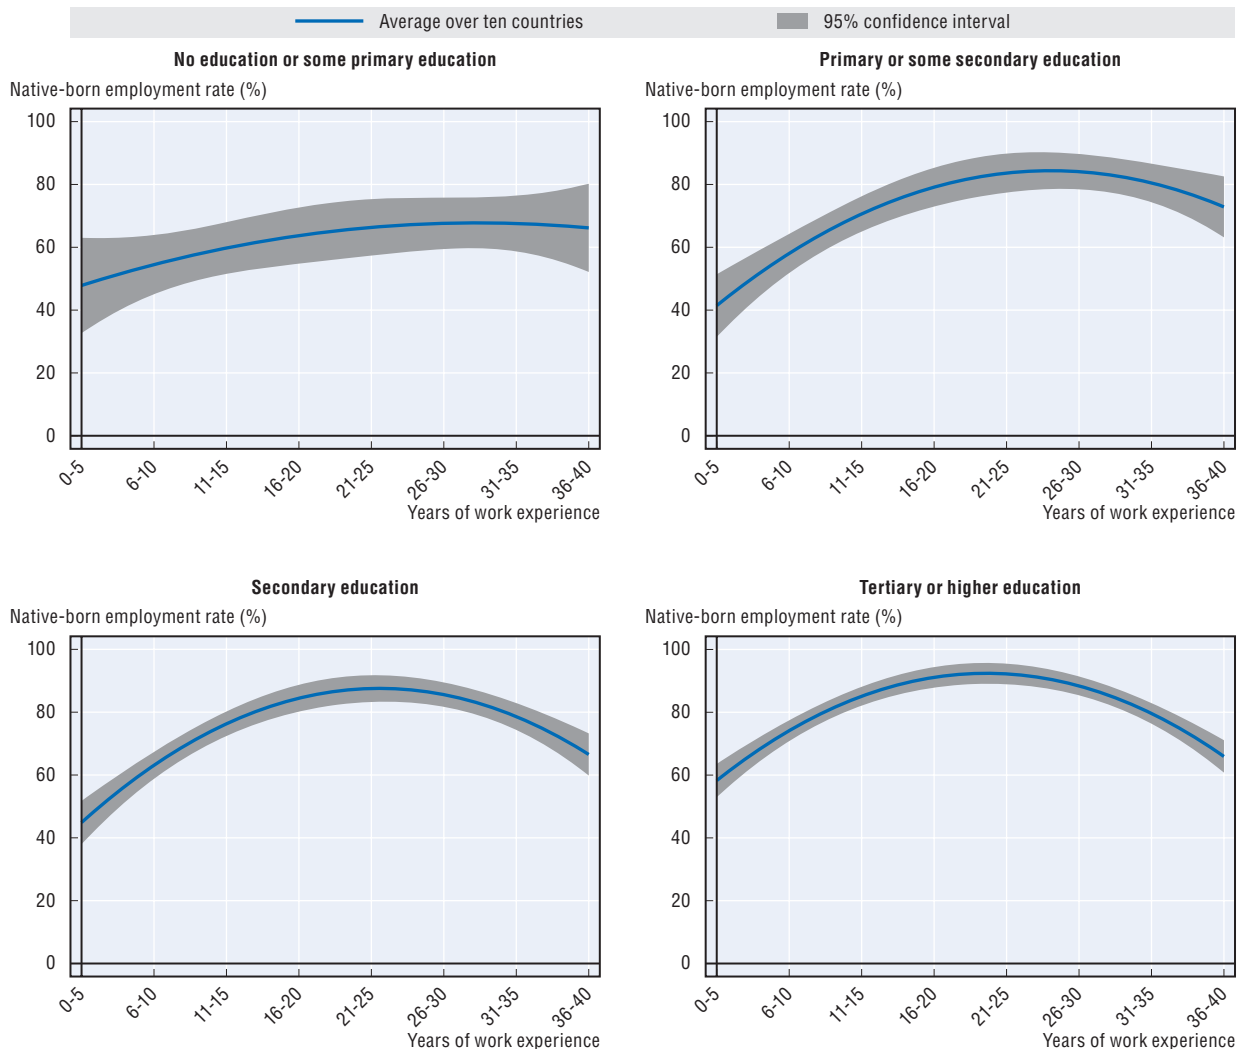 Average over ten countries 95% confidence interval
No education or some primary education
Native-born employment rate (%)
100
80
60
40
20
0
0-5 6-10 11-15 16-20 21-25 26-30 31-35 36-40
Years of work experience
Primary or some secondary education
Native-born employment rate (%)
100
80
60
40
20
0
0-5 6-10 11-15 16-20 21-25 26-30 31-35 36-40
Years of work experience
Secondary education
Native-born employment rate (%)
100
80
60
40
20
0
0-5 6-10 11-15 16-20 21-25 26-30 31-35 36-40
Years of work experience
Tertiary or higher education
Native-born employment rate (%)
100
80
60
40
20
0
0-5 6-10 11-15 16-20 21-25 26-30 31-35 36-40
Years of work experience